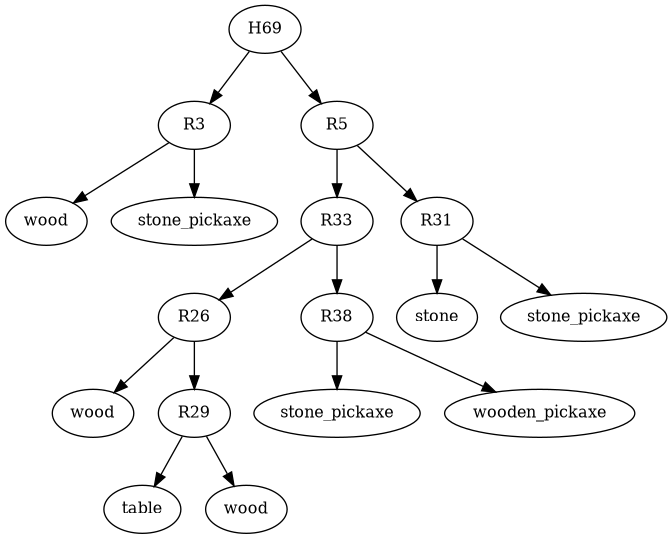 H69
R3
R5
wood
stone_pickaxe
R33
R31
R26
R38
stone
stone_pickaxe
wood
R29
stone_pickaxe
wooden_pickaxe
table
wood